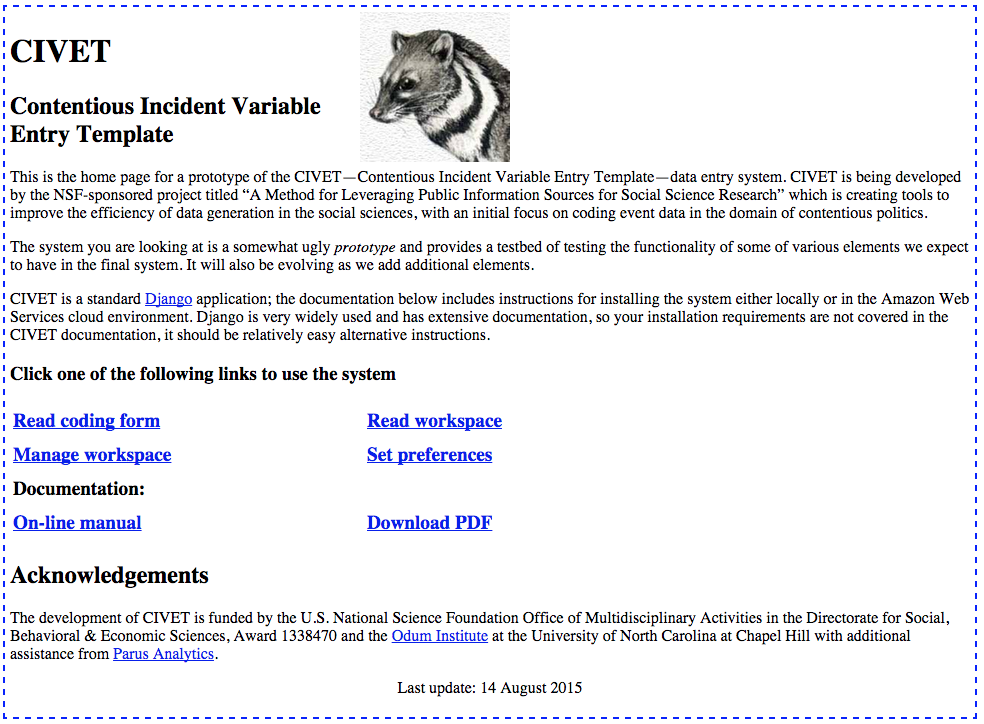 CIVET
Contentious Incident Variable
Entry Template
This is the home page for a prototype of the CIVET—Contentious Incident Variable Entry Template—data entry system. CIVET is being developed
by the NSF-sponsored project titled “A Method for Leveraging Public Information Sources for Social Science Research” which is creating tools to
improve the efficiency of data generation in the social sciences, with an initial focus on coding event data in the domain of contentious politics.
The system you are looking at is a somewhat ugly prototype and provides a testbed of testing the functionality of some of various elements we expect
to have in the final system. It will also be evolving as we add additional elements.
CIVET is a standard Django application; the documentation below includes instructions for installing the system either locally or in the Amazon Web
Services cloud environment. Django is very widely used and has extensive documentation, so your installation requirements are not covered in the
CIVET documentation, it should be relatively easy alternative instructions.
Click one of the following links to use the system
Read coding form Read workspace
Manage workspace Set preferences
Documentation:
On-line manual Download PDF
Acknowledgements
The development of CIVET is funded by the U.S. National Science Foundation Office of Multidisciplinary Activities in the Directorate for Social,
Behavioral & Economic Sciences, Award 1338470 and the Odum Institute at the University of North Carolina at Chapel Hill with additional
assistance from Parus Analytics.
Last update: 14 August 2015